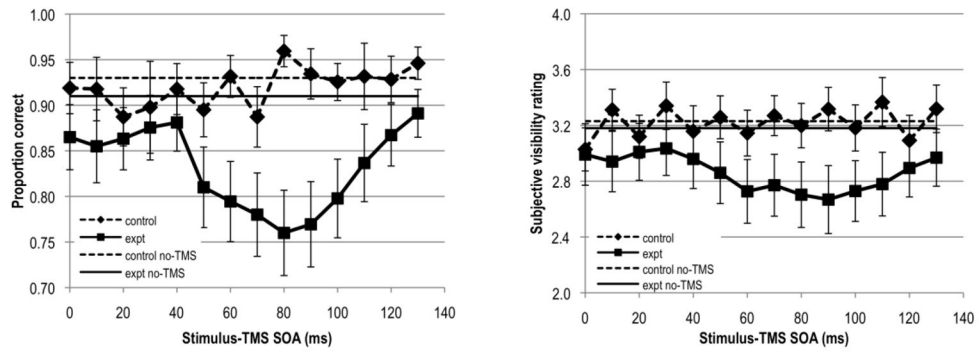 1.00
0.95
0.90
0.85
0.80
0.75
0.70
Proportion correct
control
expt
control no-TMS
expt no-TMS
0 20 40 60 80 100 120 140
Stimulus-TMS SOA (ms)
3.6
3.2
2.8
2.4
2.0
Subjective visibility rating
control
expt
control no-TMS
expt no-TMS
0 20 40 60 80 100 120 140
Stimulus-TMS SOA (ms)